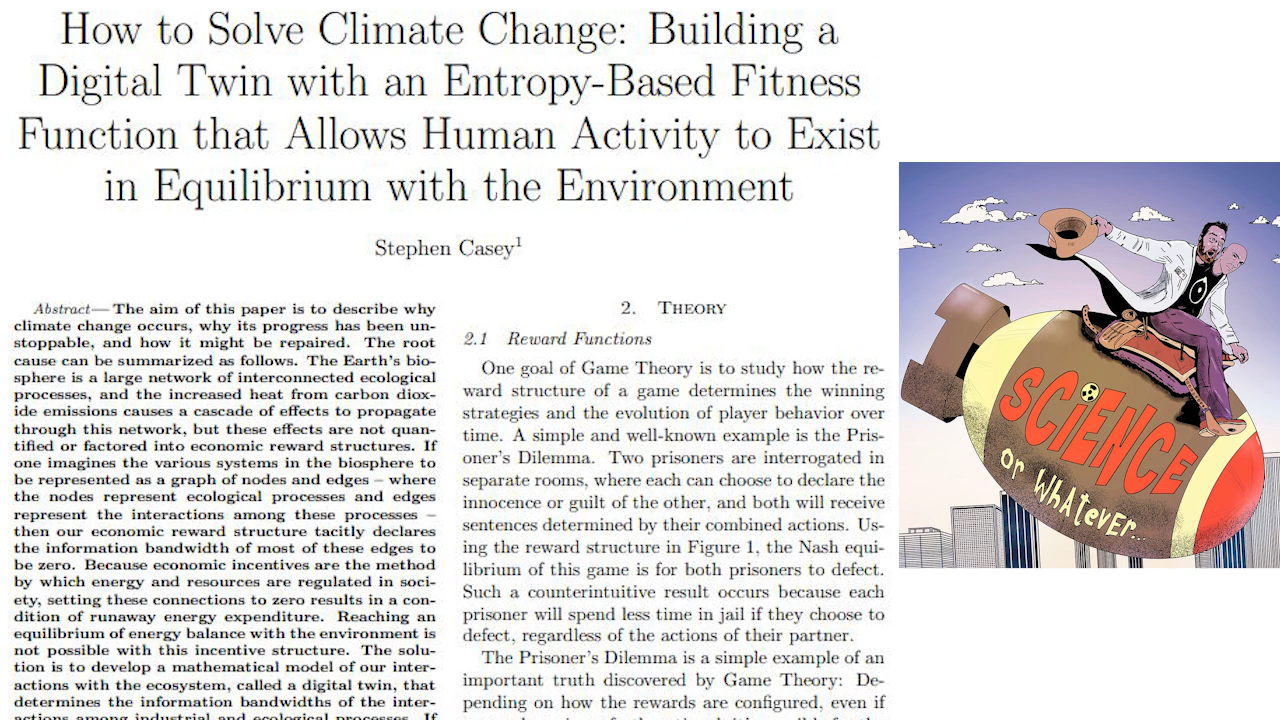 How to Solve Climate Change: Building a
Digital Twin with an Entropy-Based Fitness
Function that Allows Human Activity to Exist
in Equilibrium with the Environment
Stephen Casey1
Abstract— The aim of this paper is to describe why
climate change occurs, why its progress has been un-
stoppable, and how it might be repaired. The root
cause can be summarized as follows. The Earth's bio-
sphere is a large network of interconnected ecological
processes, and the increased heat from carbon diox-
ide emissions causes a cascade of effects to propagate
through this network, but these effects are not quan-
tified or factored into economic reward structures. If
one imagines the various systems in the biosphere to
be represented as a graph of nodes and edges – where
the nodes represent ecological processes and edges
represent the interactions among these processes –
then our economic reward structure tacitly declares
the information bandwidth of most of these edges to
be zero. Because economic incentives are the method
by which energy and resources are regulated in soci-
ety, setting these connections to zero results in a con-
dition of runaway energy expenditure. Reaching an
equilibrium of energy balance with the environment is
not possible with this incentive structure. The solu-
tion is to develop a mathematical model of our inter-
actions with the ecosystem, called a digital twin, that
determines the information bandwidths of the inter-
actions among industrial and ecological processes. If
2. Theory
2.1 Reward Functions
One goal of Game Theory is to study how the re-
ward structure of a game determines the winning
strategies and the evolution of player behavior over
time. A simple and well-known example is the Pris-
oner's Dilemma. Two prisoners are interrogated in
separate rooms, where each can choose to declare the
innocence or guilt of the other, and both will receive
sentences determined by their combined actions. Us-
ing the reward structure in Figure 1, the Nash equi-
librium of this game is for both prisoners to defect.
Such a counterintuitive result occurs because each
prisoner will spend less time in jail if they choose to
defect, regardless of the actions of their partner.
The Prisoner's Dilemma is a simple example of an
important truth discovered by Game Theory: De-
pending on how the rewards are configured, even if
SCiENCE
or WhAtever...